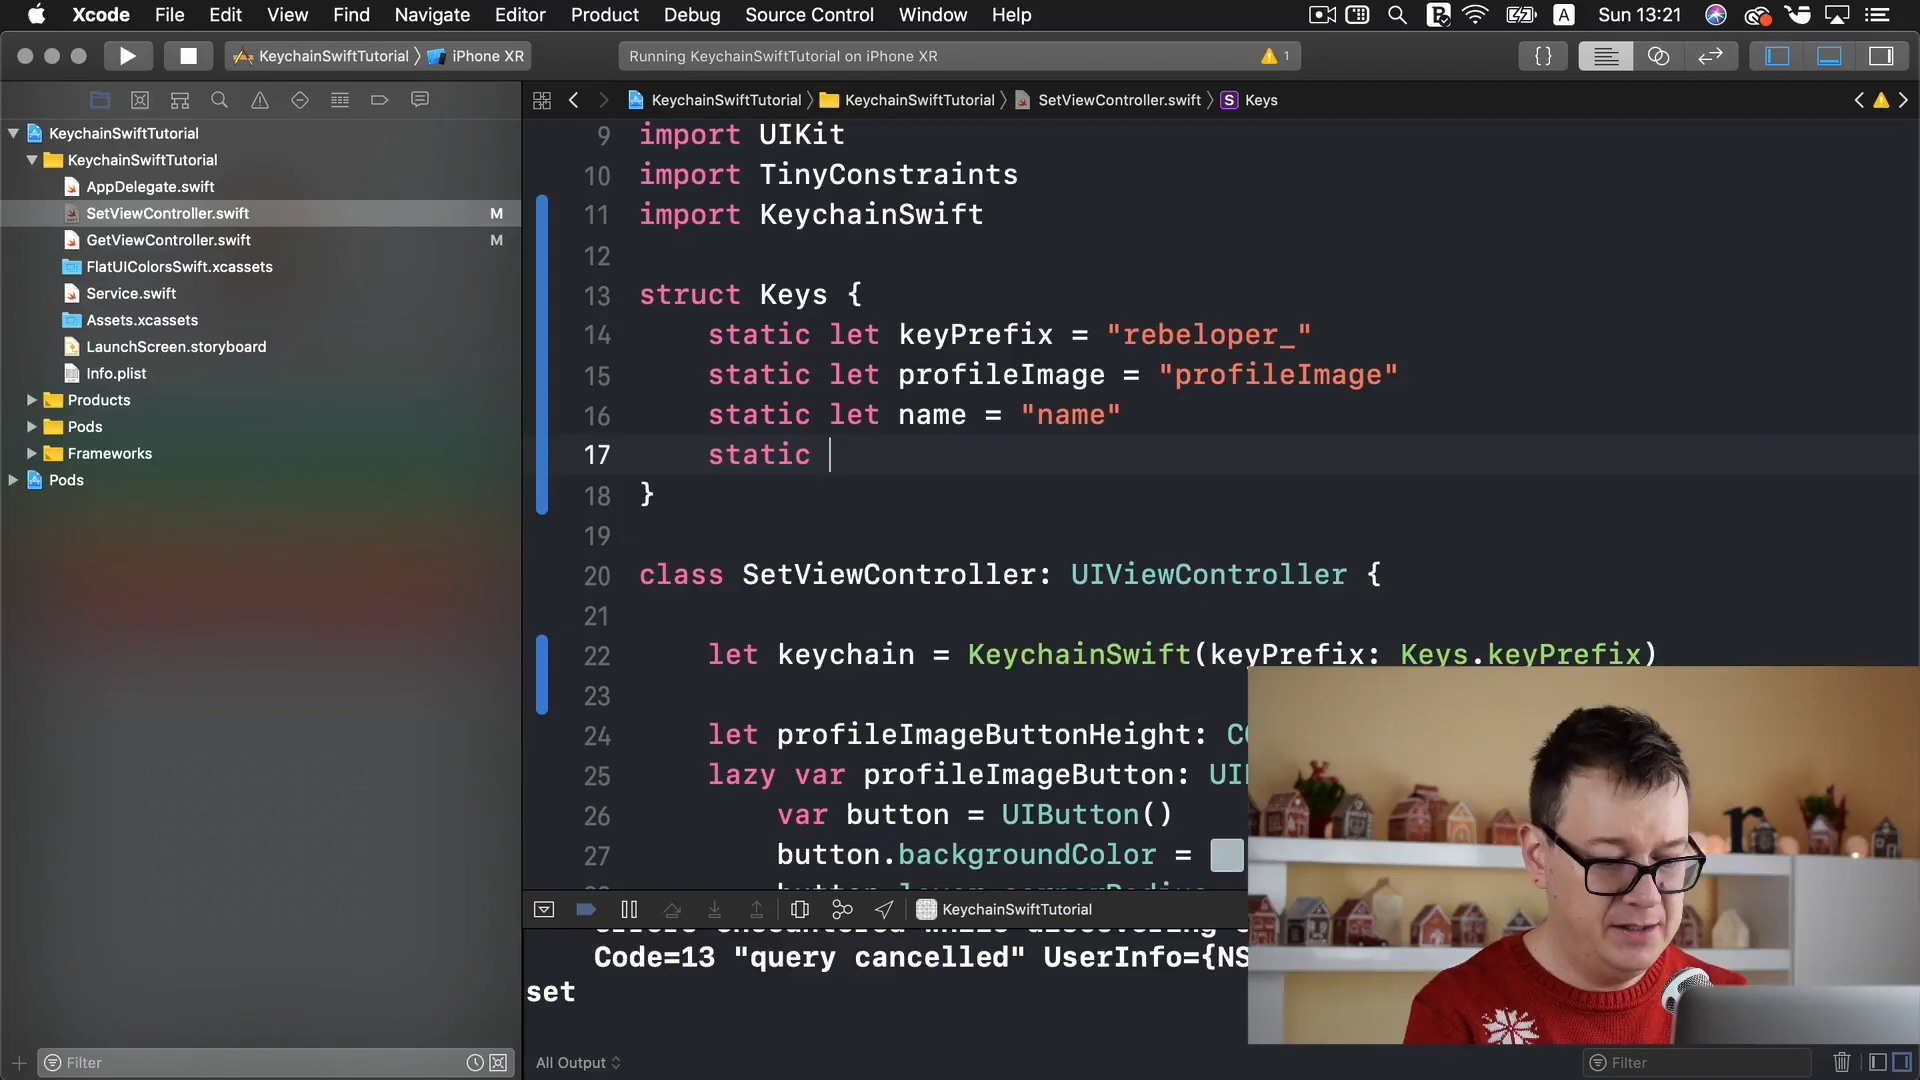 Xcode File Edit View Find Navigate Editor Product Debug Source Control Window Help A Sun 13:21
KeychainSwiftTutorial iPhone XR Running KeychainSwiftTutorial on iPhone XR 1 {}
KeychainSwiftTutorial KeychainSwiftTutorial SetViewController.swift S Keys
KeychainSwiftTutorial
KeychainSwiftTutorial
AppDelegate.swift
SetViewController.swift M
GetViewController.swift M
FlatUIColorsSwift.xcassets
Service.swift
Assets.xcassets
LaunchScreen.storyboard
Info.plist
Products
Pods
Frameworks
Pods
Filter
9 import UIKit
10 import TinyConstraints
11 import KeychainSwift
12
13 struct Keys {
14 static let keyPrefix = "rebeloper_"
15 static let profileImage = "profileImage"
16 static let name = "name"
17 static
18 }
19
20 class SetViewController: UIViewController {
21
22 let keychain = KeychainSwift(keyPrefix: Keys.keyPrefix)
23
24 let profileImageButtonHeight:
25 lazy var profileImageButton:
26 var button = UIButton()
27 button.backgroundColor =
KeychainSwiftTutorial
Code=13 "query cancelled" UserInfo={NS
set
All Output
Filter